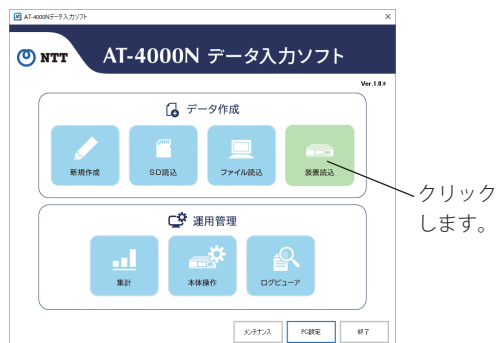 AT-4000Nデータ入力ソフト
NTT
AT-4000N データ入力ソフト
Ver.1.0.*
データ作成
新規作成
SD読込
ファイル読込
装置読込
クリック
します。
運用管理
集計
本体操作
ログビューア
メンテナンス
PC設定
終了